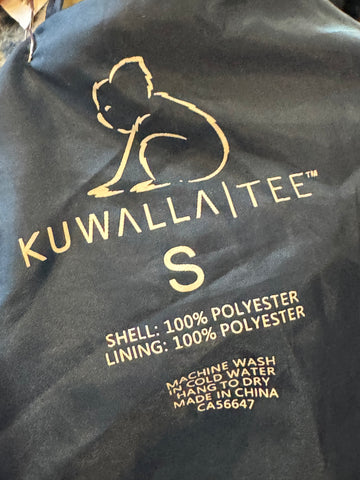 KUWALLA|TEE™
S
SHELL: 100% POLYESTER
LINING: 100% POLYESTER
MACHINE WASH
IN COLD WATER
HANG TO DRY
MADE IN CHINA
CA56647